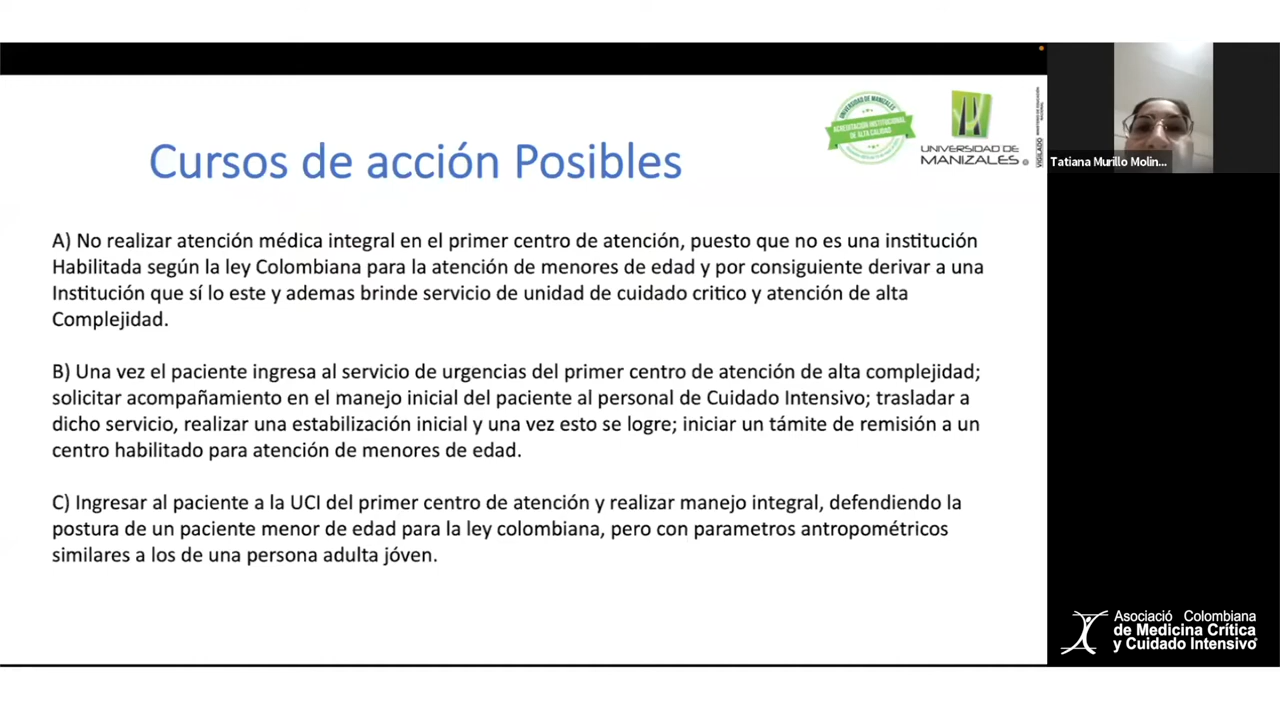 Cursos de acción Posibles
UNIVERSIDAD DE MANIZALES
ACREDITACIÓN INSTITUCIONAL
DE ALTA CALIDAD
UNIVERSIDAD DE
MANIZALES
VIGILADO
Tatiana Murillo Molin...
A) No realizar atención médica integral en el primer centro de atención, puesto que no es una institución
Habilitada según la ley Colombiana para la atención de menores de edad y por consiguiente derivar a una
Institución que sí lo este y ademas brinde servicio de unidad de cuidado critico y atención de alta
Complejidad.
B) Una vez el paciente ingresa al servicio de urgencias del primer centro de atención de alta complejidad;
solicitar acompañamiento en el manejo inicial del paciente al personal de Cuidado Intensivo; trasladar a
dicho servicio, realizar una estabilización inicial y una vez esto se logre; iniciar un támite de remisión a un
centro habilitado para atención de menores de edad.
C) Ingresar al paciente a la UCI del primer centro de atención y realizar manejo integral, defendiendo la
postura de un paciente menor de edad para la ley colombiana, pero con parametros antropométricos
similares a los de una persona adulta jóven.
Asociació Colombiana
de Medicina Crítica
y Cuidado Intensivo